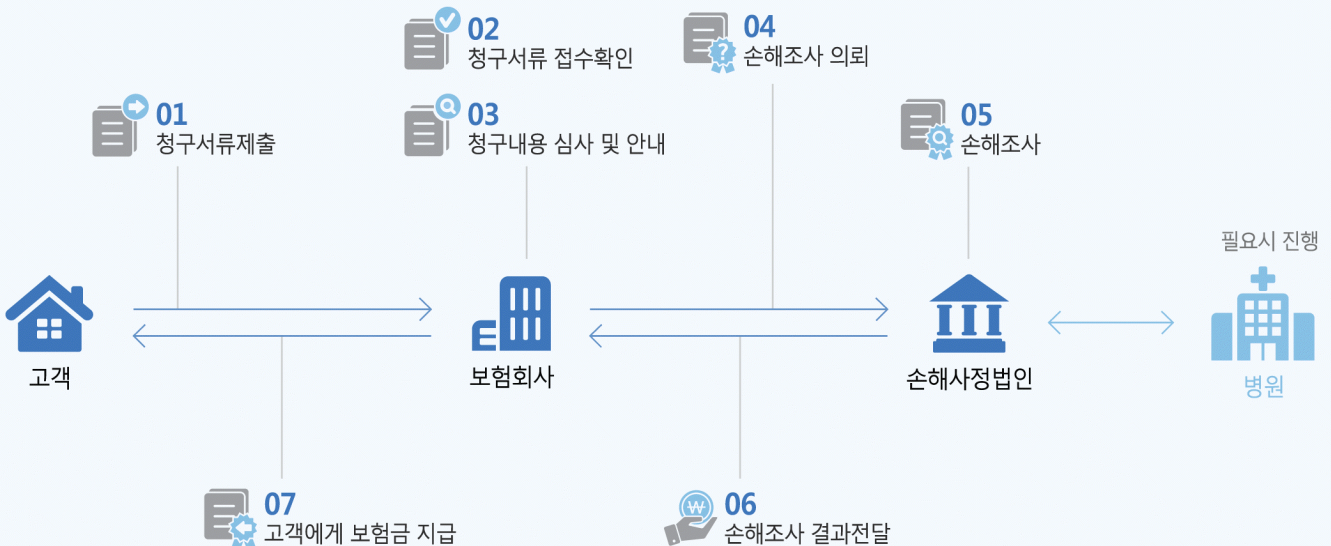 01
청구서류제출
02
청구서류 접수확인
03
청구내용 심사 및 안내
04
손해조사 의뢰
05
손해조사
필요시 진행
고객
보험회사
손해사정법인
병원
07
고객에게 보험금 지급
06
손해조사 결과전달